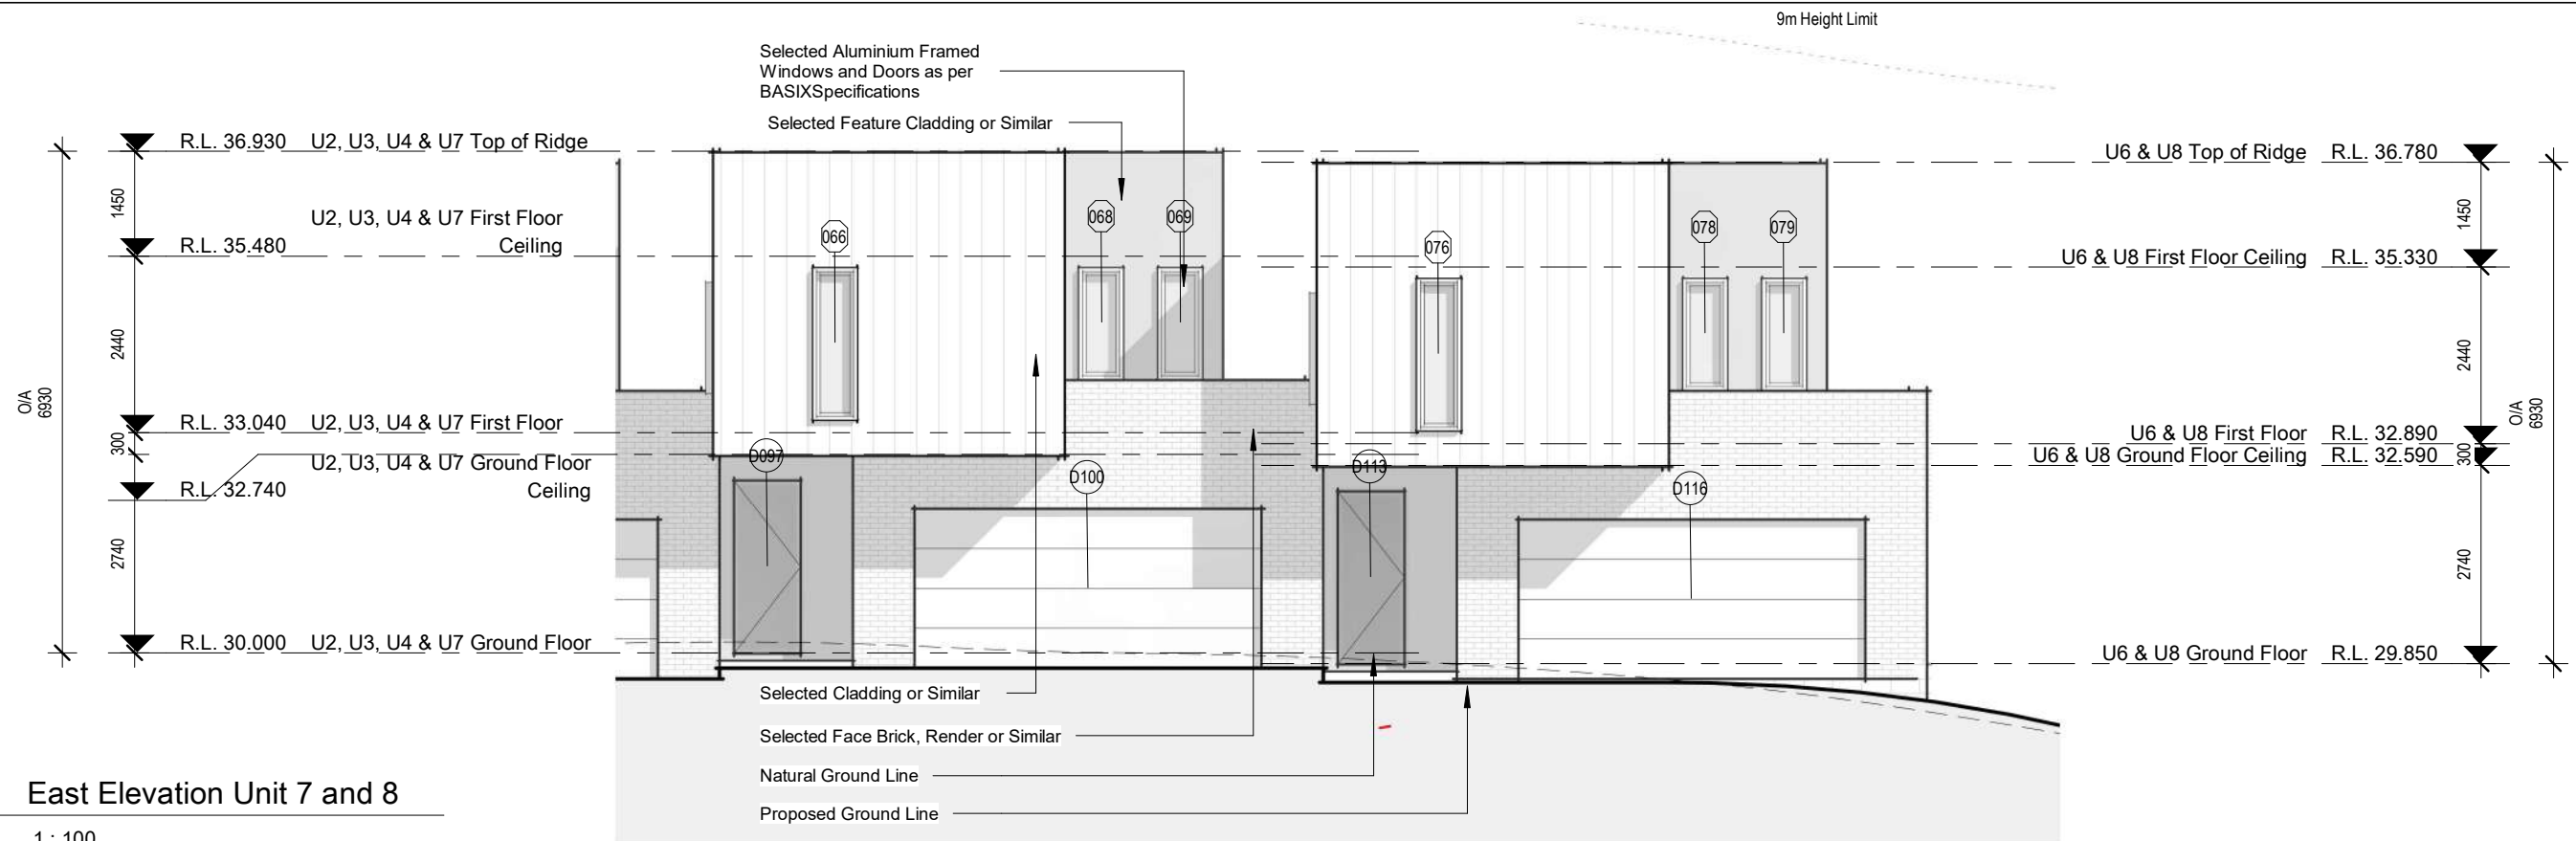 9m Height Limit
Selected Aluminium Framed
Windows and Doors as per
BASIXSpecifications
Selected Feature Cladding or Similar
R.L. 36.930 U2, U3, U4 & U7 Top of Ridge
U2, U3, U4 & U7 First Floor
Ceiling
R.L. 35.480
R.L. 33.040 U2, U3, U4 & U7 First Floor
U2, U3, U4 & U7 Ground Floor
Ceiling
R.L. 32.740
R.L. 30.000 U2, U3, U4 & U7 Ground Floor
O/A
6930
1450
2440
300
2740
066
068
069
076
078
079
D097
D100
D113
D116
U6 & U8 Top of Ridge R.L. 36.780
U6 & U8 First Floor Ceiling R.L. 35.330
U6 & U8 First Floor R.L. 32.890
U6 & U8 Ground Floor Ceiling R.L. 32.590
U6 & U8 Ground Floor R.L. 29.850
1450
2440
300
2740
O/A
6930
Selected Cladding or Similar
Selected Face Brick, Render or Similar
Natural Ground Line
Proposed Ground Line
East Elevation Unit 7 and 8
1 : 100